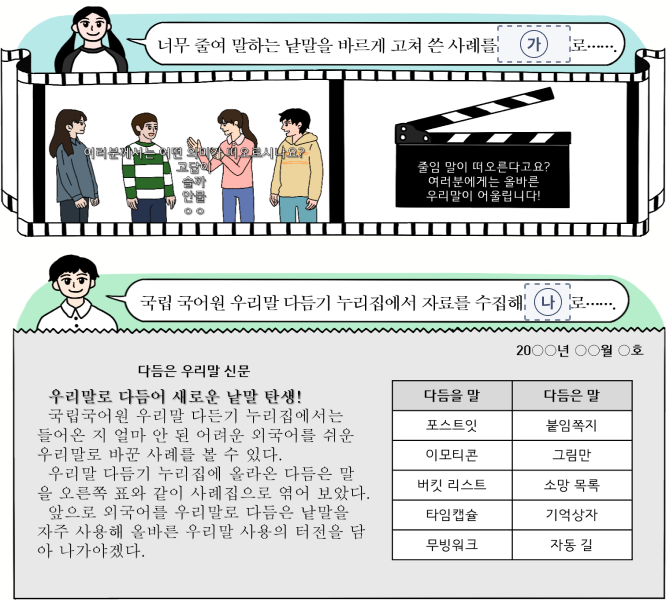 너무 줄여 말하는 낱말을 바르게 고쳐 쓴 사례를 가 로…….
여러분께서는 어떤 의미가 떠오르시나요?
고답이
솔까
안물
ㅇㅇ
줄임 말이 떠오른다고요?
여러분에게는 올바른
우리말이 어울립니다!
국립 국어원 우리말 다듬기 누리집에서 자료를 수집해 나 로…….
20○○년 ○○월 ○호
다듬은 우리말 신문
우리말로 다듬어 새로운 낱말 탄생!
국립국어원 우리말 다듬기 누리집에서는
들어온 지 얼마 안 된 어려운 외국어를 쉬운
우리말로 바꾼 사례를 볼 수 있다.
우리말 다듬기 누리집에 올라온 다듬은 말
을 오른쪽 표와 같이 사례집으로 엮어 보았다.
앞으로 외국어를 우리말로 다듬은 낱말을
자주 사용해 올바른 우리말 사용의 터전을 담
아 나가야겠다.
다듬을 말 다듬은 말
포스트잇 붙임쪽지
이모티콘 그림만
버킷 리스트 소망 목록
타임캡슐 기억상자
무빙워크 자동 길